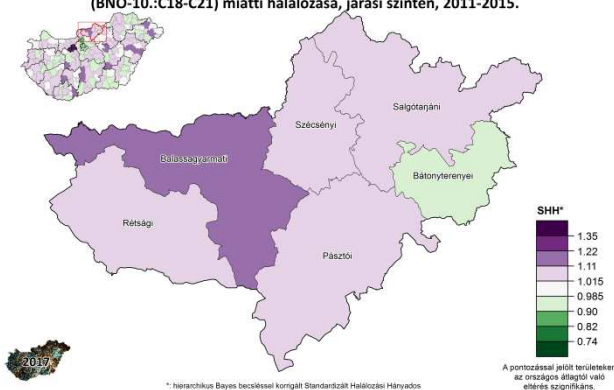 (BNO-10.:C18-C21) miatti halálozása, járási szinten, 2011-2015.
Szécsényi
Salgótarjáni
Balassagyarmati
Bátonyterenyei
Rétsági
Pásztói
SHH*
1.35
1.22
1.11
1.015
0.985
0.90
0.82
0.74
2017
A pontozással jelölt területeken
az országos átlagtól való
eltérés szignifikáns.
*: hierarchikus Bayes becsléssel korrigált Standardizált Halálozási Hányados